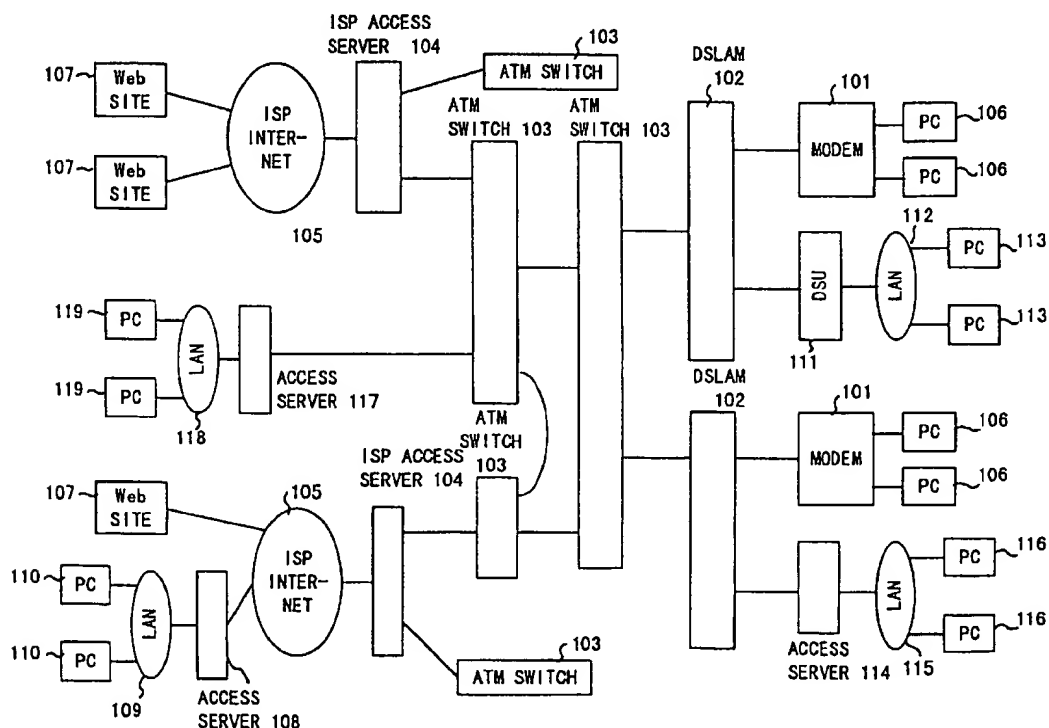 ISP ACCESS
SERVER 104
103
ATM SWITCH
DSLAM
102
107
Web
SITE
ISP
INTER-
NET
105
107
Web
SITE
ATM
SWITCH 103
ATM
SWITCH 103
101
MODEM
PC
106
PC
106
112
LAN
PC
113
DSU
111
PC
113
119
PC
LAN
118
119
PC
ACCESS
SERVER 117
DSLAM
102
101
MODEM
PC
106
PC
106
ATM
SWITCH
103
ISP ACCESS
SERVER 104
107
Web
SITE
105
ISP
INTER-
NET
110
PC
LAN
109
110
PC
ACCESS
SERVER 108
103
ATM SWITCH
ACCESS
SERVER 114
LAN
115
PC
116
PC
116